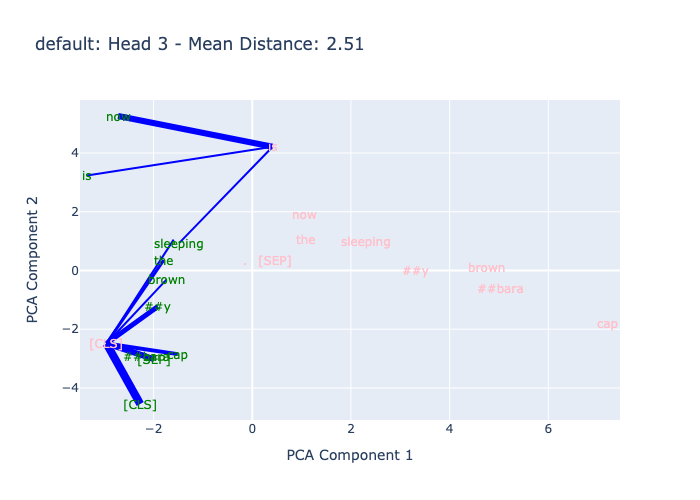 default: Head 3 - Mean Distance: 2.51
now
is
is
now
the
sleeping
sleeping
the
. [SEP]
##y
brown
##bara
brown
##y
cap
[CLS]
cap
[SEP]
[CLS]
4
2
0
−2
−4
−2
0
2
4
6
PCA Component 1
PCA Component 2